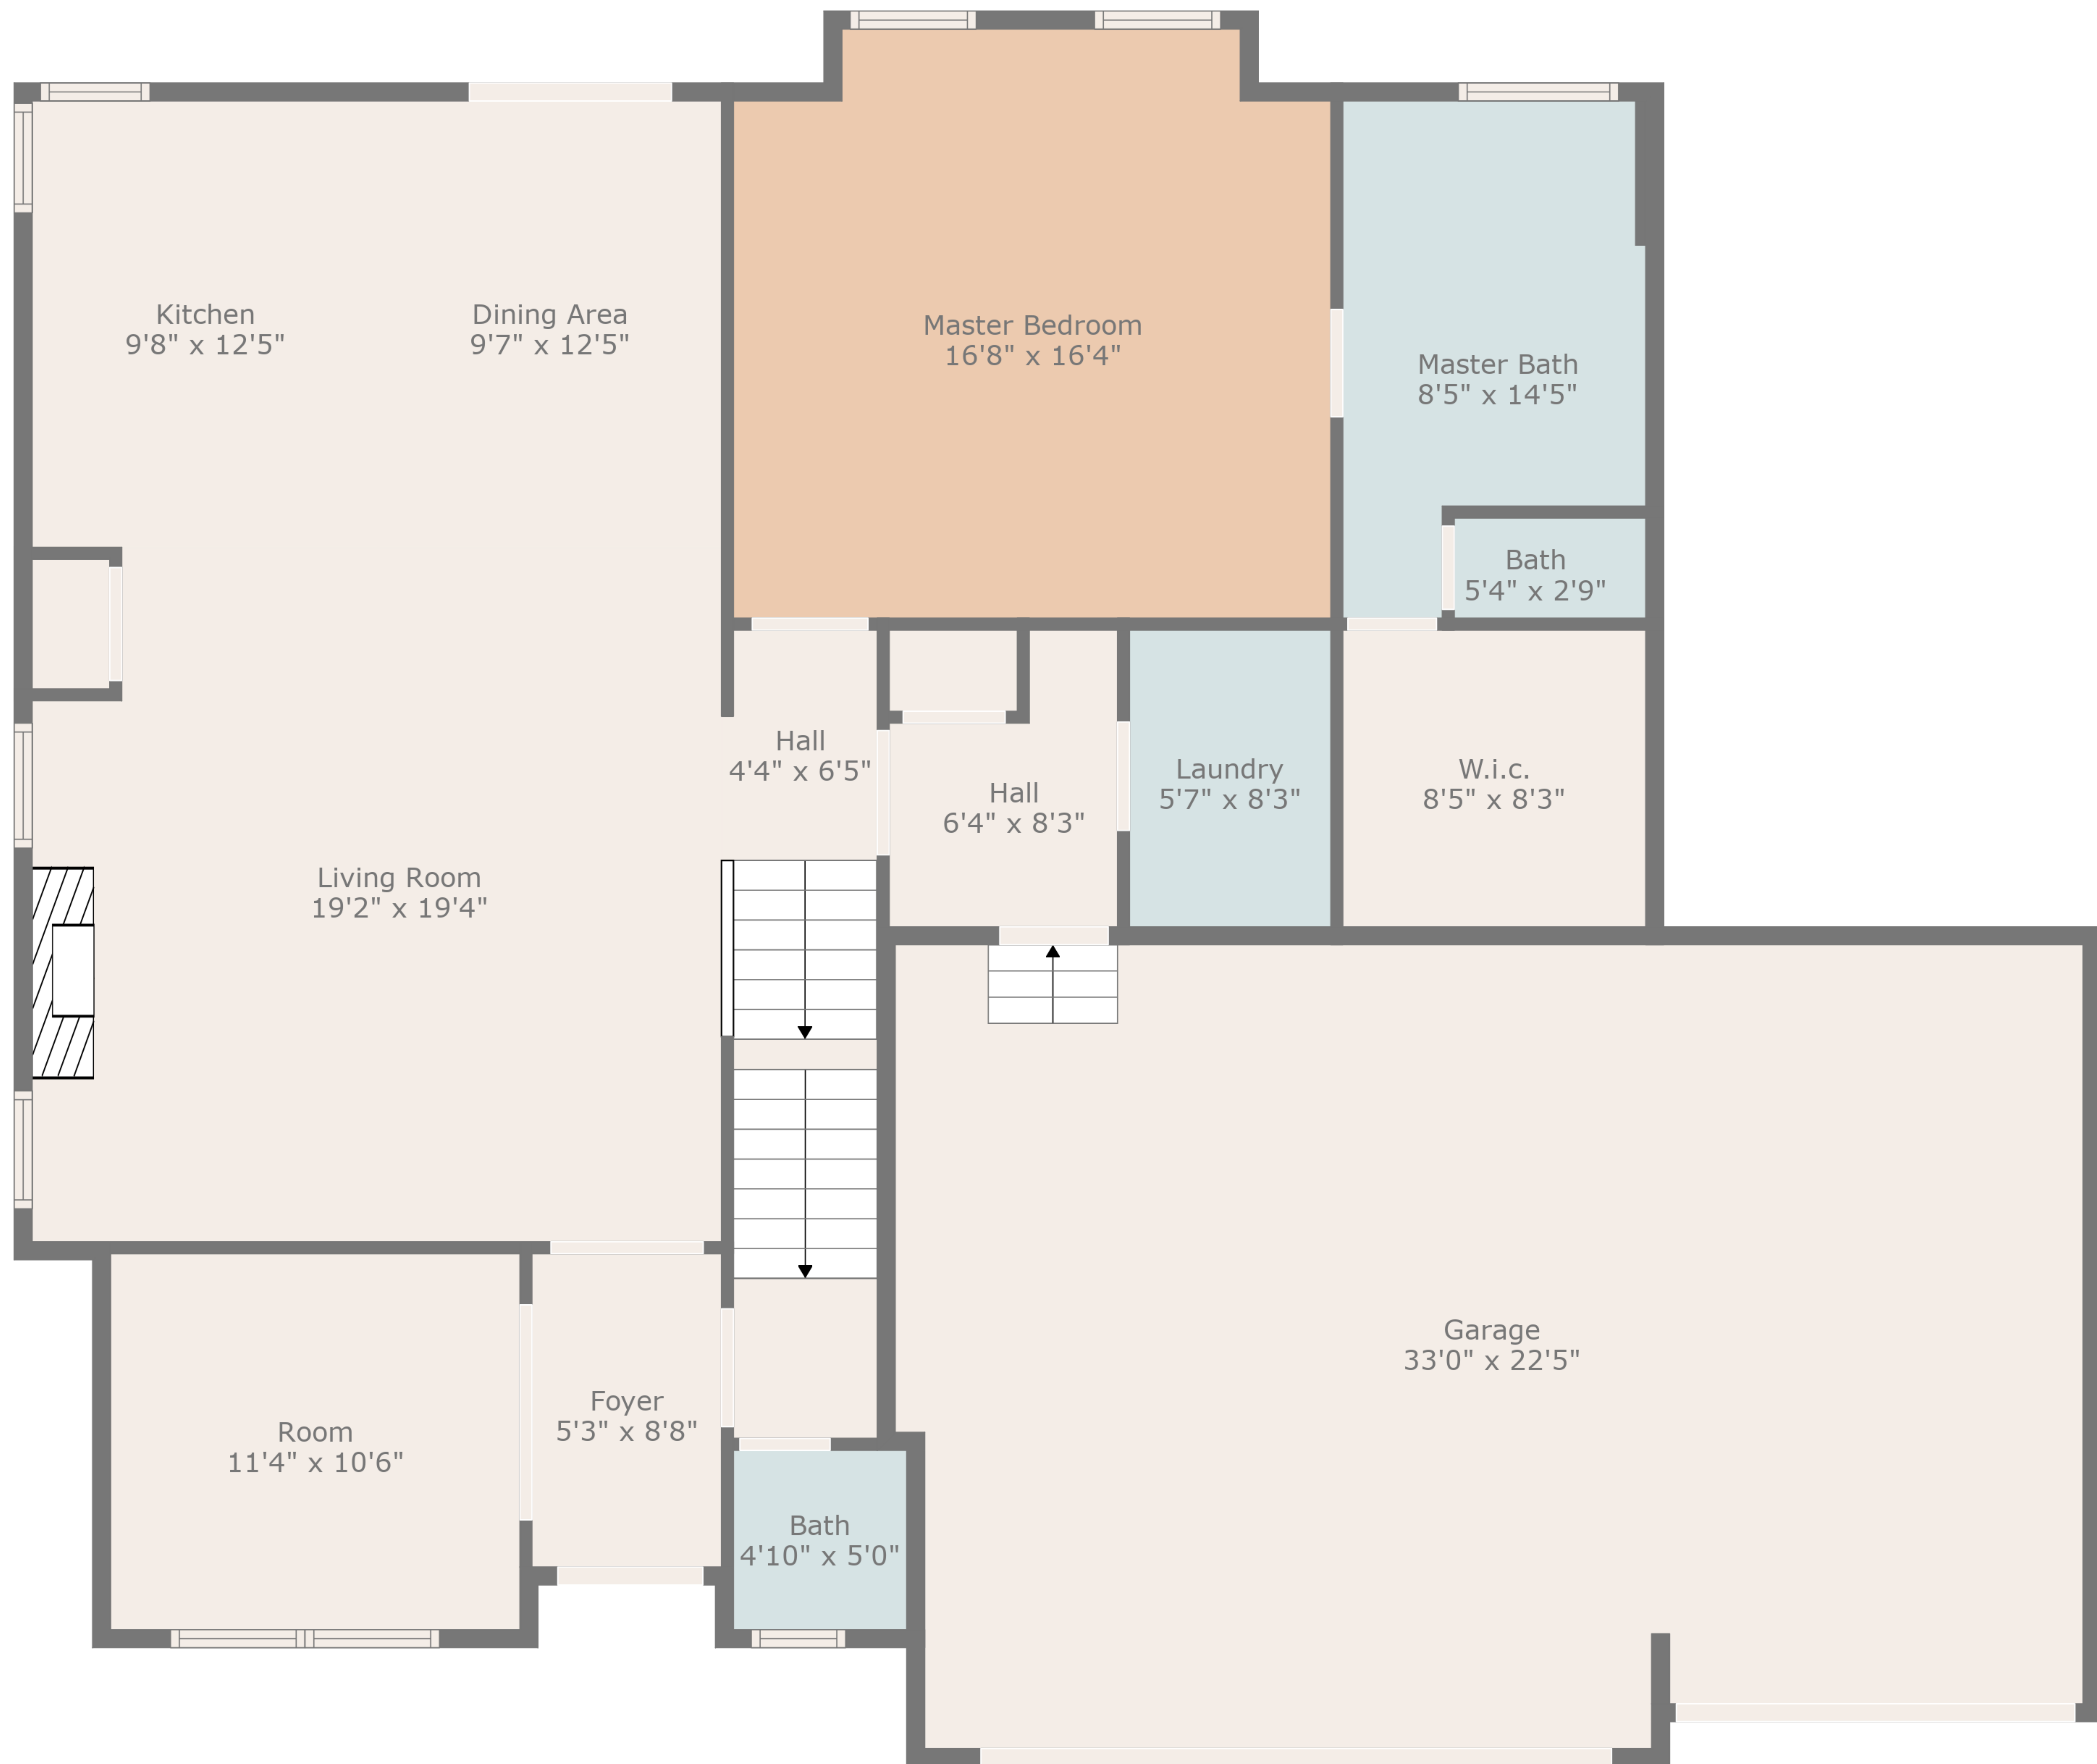 Kitchen
9'8" x 12'5"
Dining Area
9'7" x 12'5"
Master Bedroom
16'8" x 16'4"
Master Bath
8'5" x 14'5"
Bath
5'4" x 2'9"
Hall
4'4" x 6'5"
Hall
6'4" x 8'3"
Laundry
5'7" x 8'3"
W.i.c.
8'5" x 8'3"
Living Room
19'2" x 19'4"
Garage
33'0" x 22'5"
Foyer
5'3" x 8'8"
Room
11'4" x 10'6"
Bath
4'10" x 5'0"